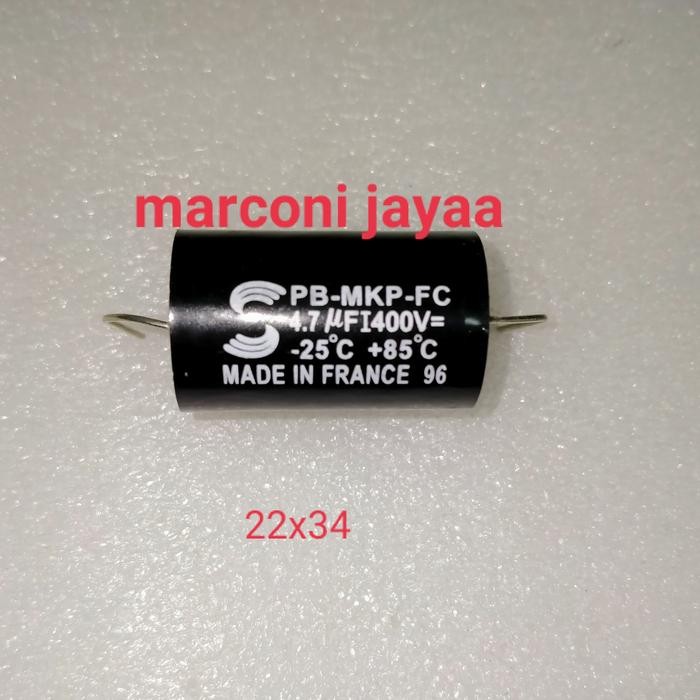 marconi jayaa
PB-MKP-FC
4.7 µFI400V=
-25°C +85°C
MADE IN FRANCE 96
22x34